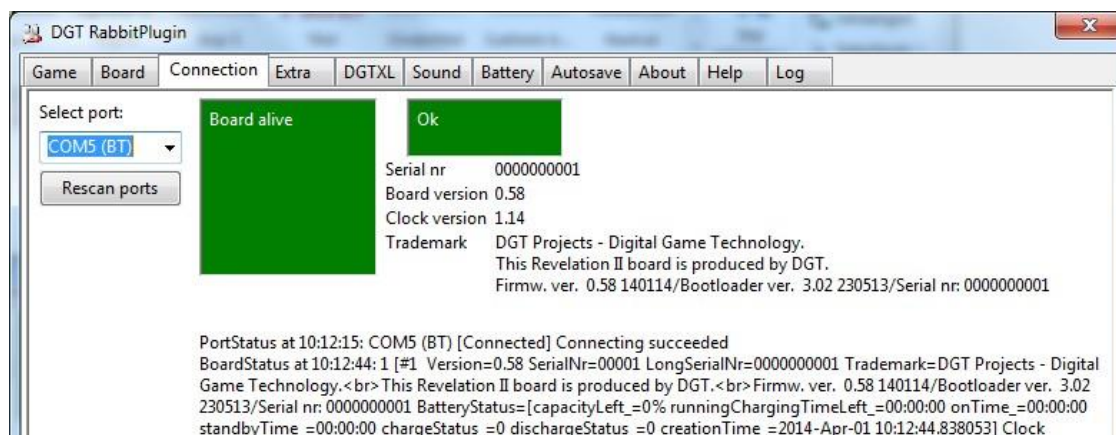 DGT RabbitPlugin
Game Board Connection Extra DGTXL Sound Battery Autosave About Help Log
Select port:
COM5 (BT)
Rescan ports
Board alive
Ok
Serial nr 0000000001
Board version 0.58
Clock version 1.14
Trademark DGT Projects - Digital Game Technology.
This Revelation II board is produced by DGT.
Firmw. ver. 0.58 140114/Bootloader ver. 3.02 230513/Serial nr: 0000000001
PortStatus at 10:12:15: COM5 (BT) [Connected] Connecting succeeded
BoardStatus at 10:12:44: 1 [#1 Version=0.58 SerialNr=00001 LongSerialNr=0000000001 Trademark=DGT Projects - Digital
Game Technology.<br>This Revelation II board is produced by DGT.<br>Firmw. ver. 0.58 140114/Bootloader ver. 3.02
230513/Serial nr: 0000000001 BatteryStatus=[capacityLeft_=0% runningChargingTimeLeft_=00:00:00 onTime_=00:00:00
standbyTime_=00:00:00 chargeStatus_=0 dischargeStatus_=0 creationTime_=2014-Apr-01 10:12:44.838053] Clock